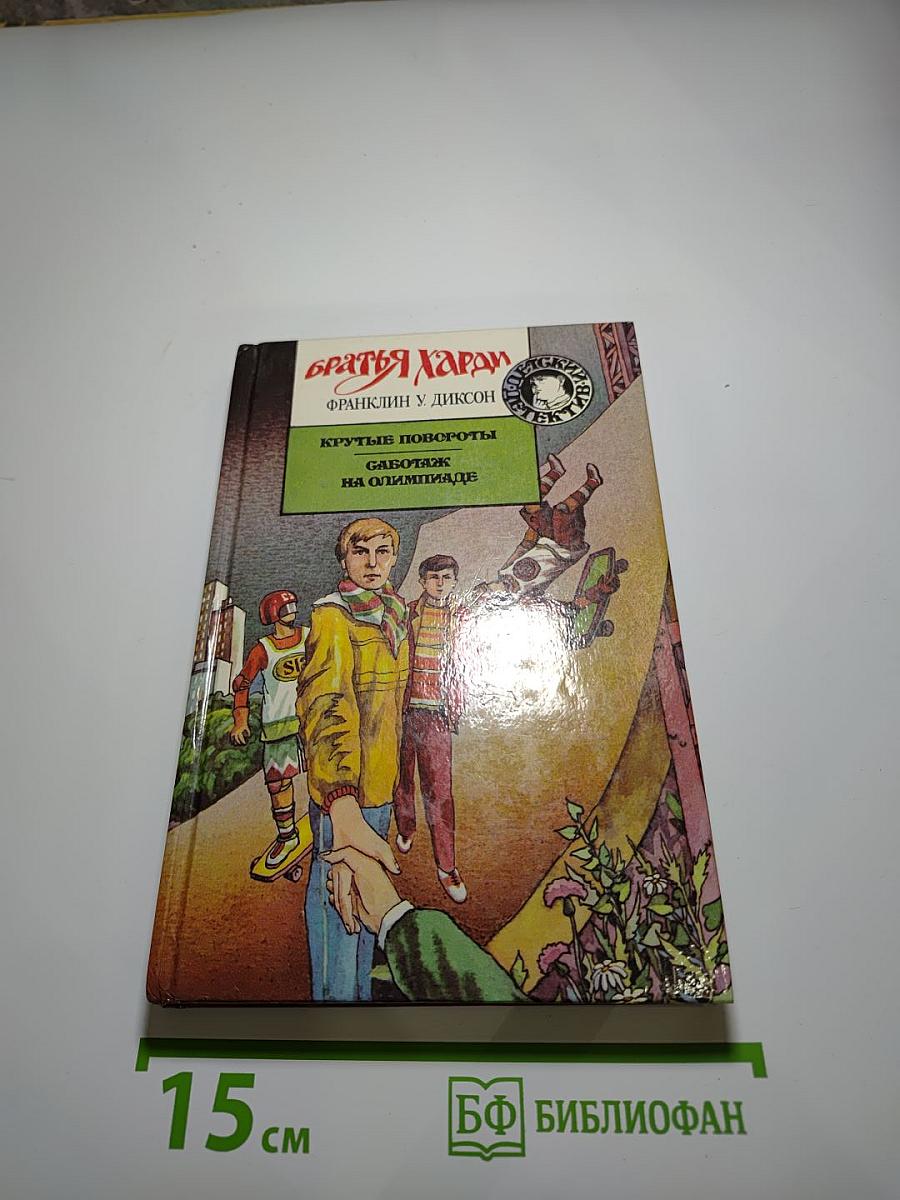 БРАТЬЯ ХАРДИ
ФРАНКЛИН У. ДИКСОН
ДЕТСКИЙ
ДЕТЕКТИВ
КРУТЫЕ ПОВОРОТЫ
САБОТАЖ
НА ОЛИМПИАДЕ
15 см
БФ БИБЛИОФАН